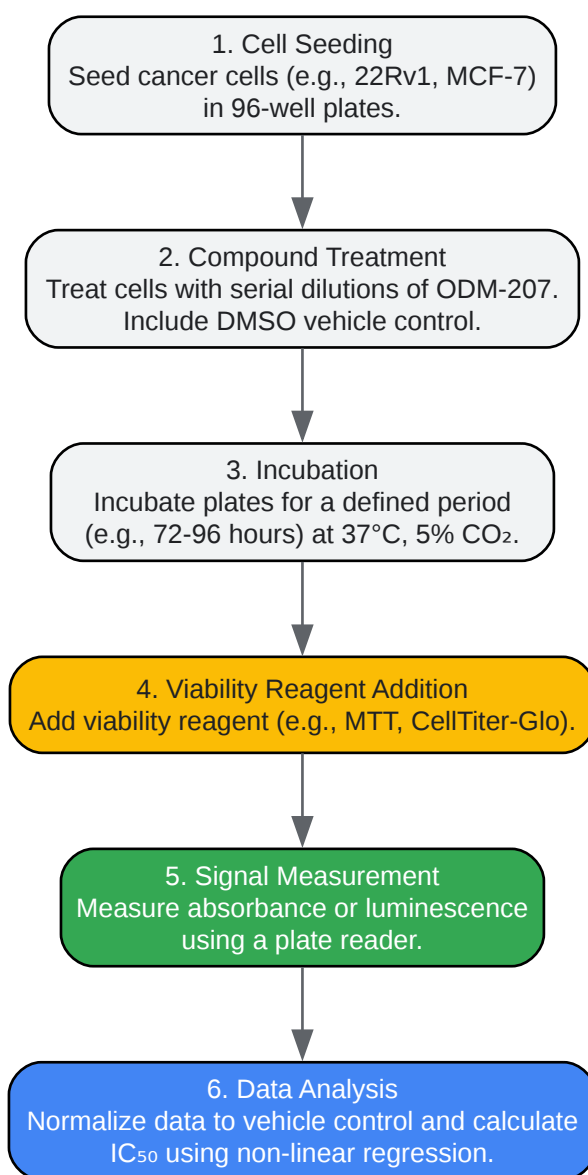 1. Cell Seeding
Seed cancer cells (e.g., 22Rv1, MCF-7)
in 96-well plates.
2. Compound Treatment
Treat cells with serial dilutions of ODM-207.
Include DMSO vehicle control.
3. Incubation
Incubate plates for a defined period
(e.g., 72-96 hours) at 37°C, 5% CO₂.
4. Viability Reagent Addition
Add viability reagent (e.g., MTT, CellTiter-Glo).
5. Signal Measurement
Measure absorbance or luminescence
using a plate reader.
6. Data Analysis
Normalize data to vehicle control and calculate
IC₅₀ using non-linear regression.